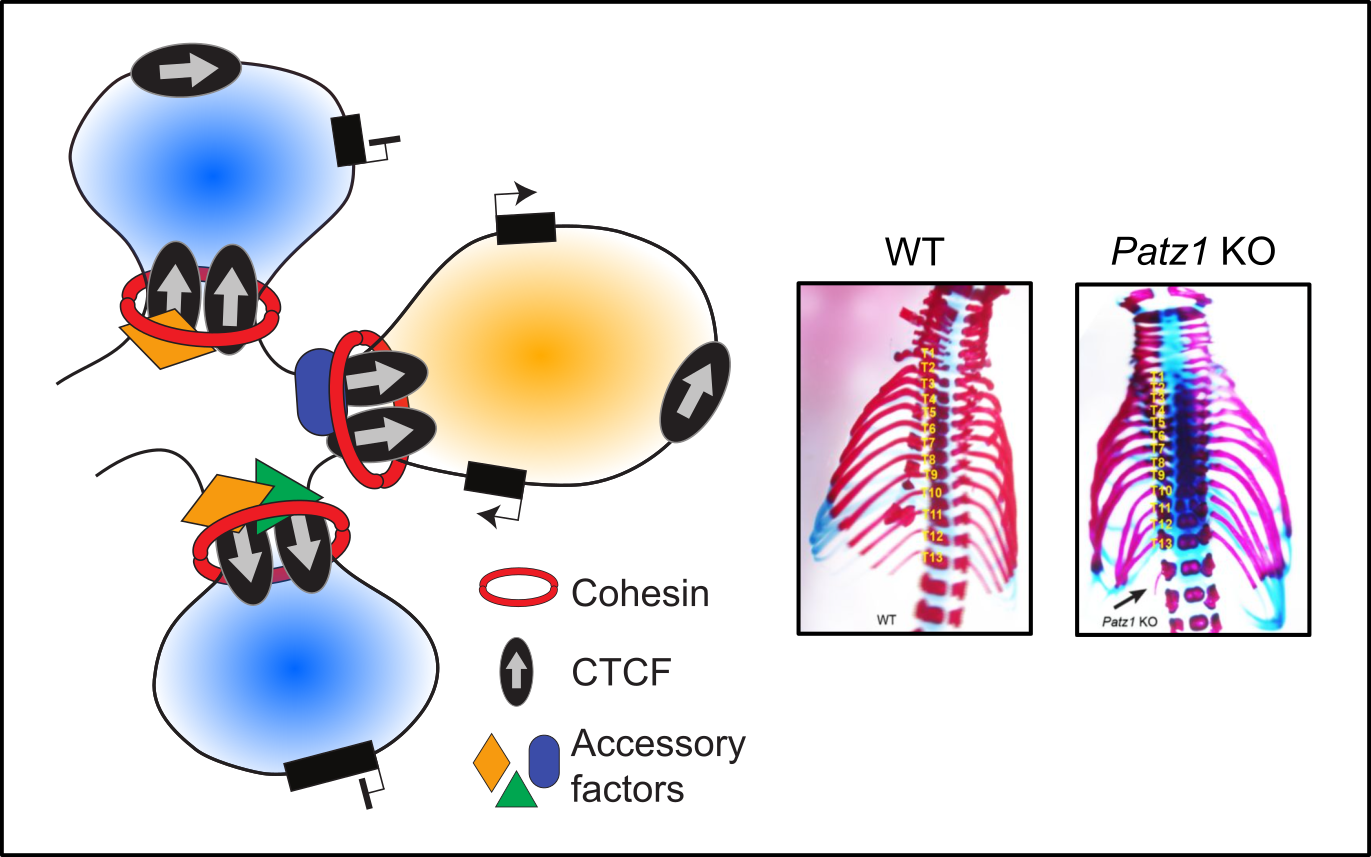 Cohesin
CTCF
Accessory
factors
WT
T1
T2
T3
T4
T5
T6
T7
T8
T9
T10
T11
T12
T13
WT
Patz1 KO
T1
T2
T3
T4
T5
T6
T7
T8
T9
T10
T11
T12
T13
Patz1 KO